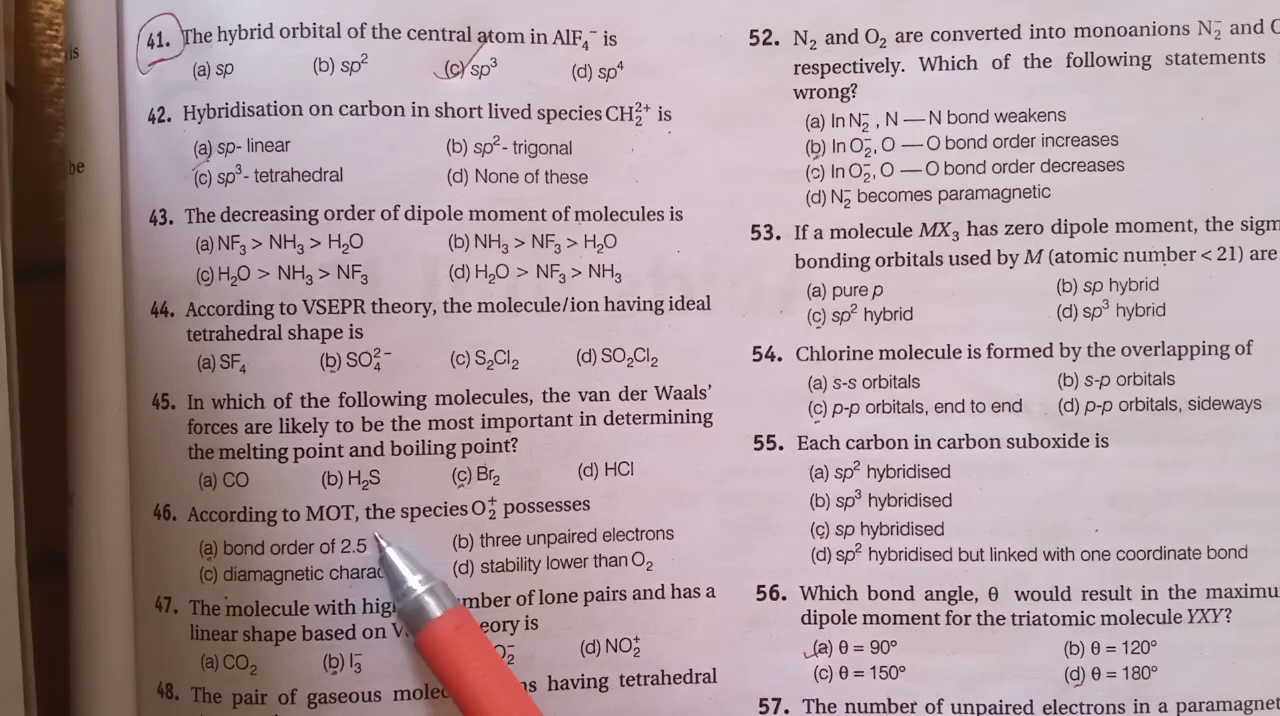 is
be
41. The hybrid orbital of the central atom in AlF₄⁻ is
(a) sp (b) sp² (c) sp³ (d) sp⁴
42. Hybridisation on carbon in short lived species CH₂²⁺ is
(a) sp- linear (b) sp²- trigonal
(c) sp³- tetrahedral (d) None of these
43. The decreasing order of dipole moment of molecules is
(a) NF₃ > NH₃ > H₂O (b) NH₃ > NF₃ > H₂O
(c) H₂O > NH₃ > NF₃ (d) H₂O > NF₃ > NH₃
44. According to VSEPR theory, the molecule/ion having ideal
tetrahedral shape is
(a) SF₄ (b) SO₄²⁻ (c) S₂Cl₂ (d) SO₂Cl₂
45. In which of the following molecules, the van der Waals'
forces are likely to be the most important in determining
the melting point and boiling point?
(a) CO (b) H₂S (c) Br₂ (d) HCl
46. According to MOT, the species O₂⁺ possesses
(a) bond order of 2.5 (b) three unpaired electrons
(c) diamagnetic (d) stability lower than O₂
47. The molecule with of lone pairs and has a
linear shape based on is
(a) CO₂ (b) I₃⁻ (d) NO₂⁺
48. The pair of gaseous having tetrahedral
52. N₂ and O₂ are converted into monoanions N₂⁻ and
respectively. Which of the following statements
wrong?
(a) In N₂⁻, N — N bond weakens
(b) In O₂⁻, O — O bond order increases
(c) In O₂⁻, O — O bond order decreases
(d) N₂⁻ becomes paramagnetic
53. If a molecule MX₃ has zero dipole moment, the
bonding orbitals used by M (atomic number < 21) are
(a) pure p (b) sp hybrid
(c) sp² hybrid (d) sp³ hybrid
54. Chlorine molecule is formed by the overlapping of
(a) s-s orbitals (b) s-p orbitals
(c) p-p orbitals, end to end (d) p-p orbitals, sideways
55. Each carbon in carbon suboxide is
(a) sp² hybridised
(b) sp³ hybridised
(c) sp hybridised
(d) sp² hybridised but linked with one coordinate bond
56. Which bond angle, θ would result in the
dipole moment for the triatomic molecule YXY?
(a) θ = 90° (b) θ = 120°
(c) θ = 150° (d) θ = 180°
57. The number of unpaired electrons in a